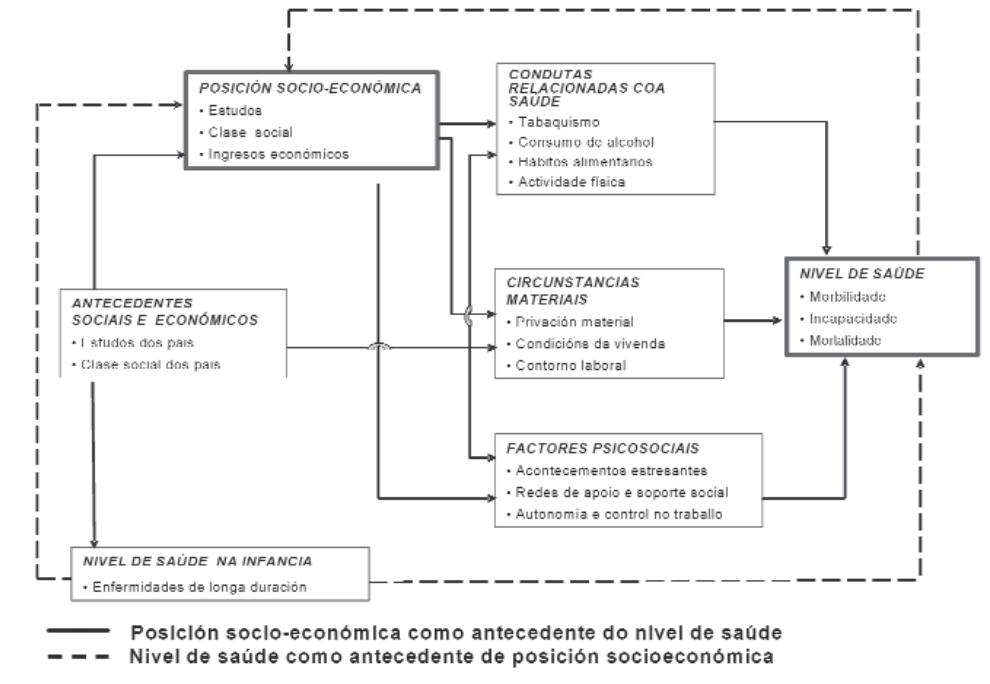 POSICIÓN SOCIO-ECONÓMICA
• Estudos
• Clase social
• Ingresos económicos
CONDUTAS
RELACIONADAS COA
SAÚDE
• Tabaquismo
• Consumo de alcohol
• Hábitos alimentarios
• Actividade física
ANTECEDENTES
SOCIAIS E ECONÓMICOS
• Estudos dos pais
• Clase social dos pais
CIRCUNSTANCIAS
MATERIAIS
• Privación material
• Condicións da vivenda
• Contorno laboral
NIVEL DE SAÚDE
• Morbilidade
• Incapacidade
• Mortalidade
FACTORES PSICOSOCIAIS
• Acontecementos estresantes
• Redes de apoio e soporte social
• Autonomia e control no traballo
NIVEL DE SAÚDE NA INFANCIA
• Enfermidades de longa duración
Posición socio-económica como antecedente do nivel de saúde
Nivel de saúde como antecedente de posición socioeconómica